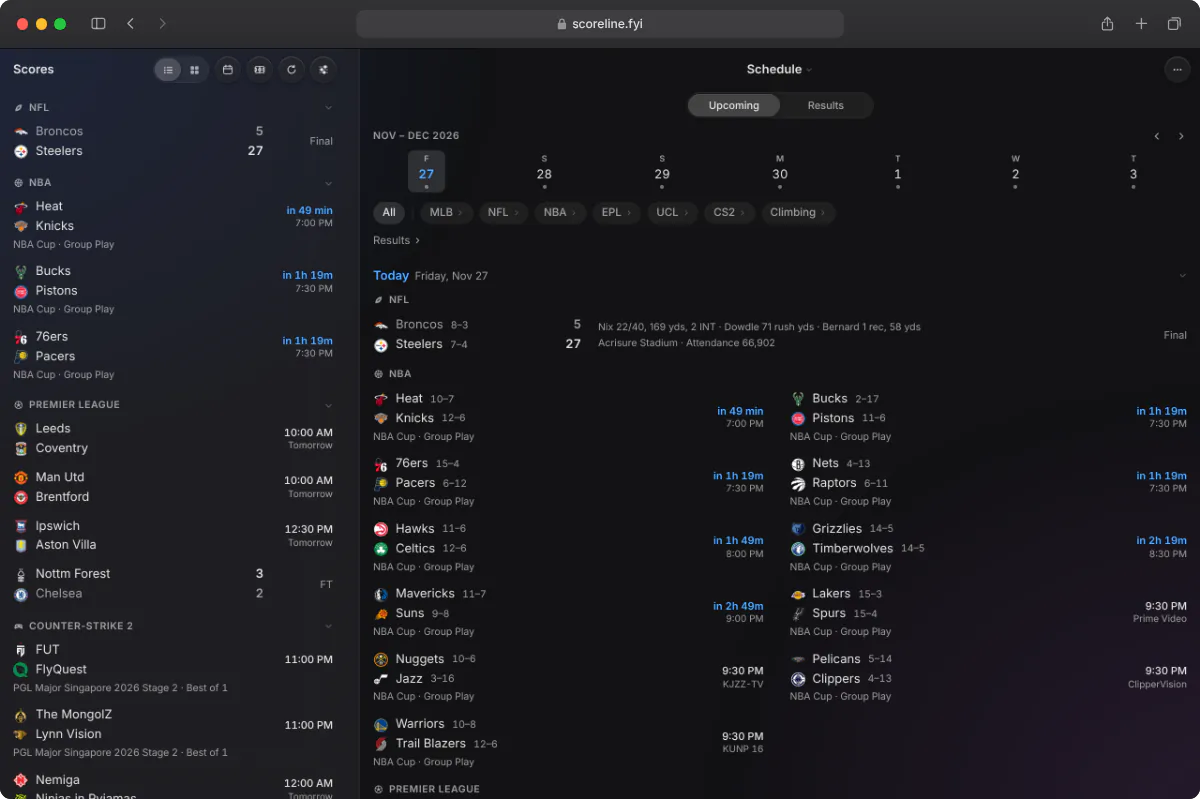 scoreline.fyi
Scores
NFL
Broncos 5
Steelers 27
Final
NBA
Heat
Knicks
in 49 min
7:00 PM
NBA Cup · Group Play
Bucks
Pistons
in 1h 19m
7:30 PM
NBA Cup · Group Play
76ers
Pacers
in 1h 19m
7:30 PM
NBA Cup · Group Play
PREMIER LEAGUE
Leeds
Coventry
10:00 AM
Tomorrow
Man Utd
Brentford
10:00 AM
Tomorrow
Ipswich
Aston Villa
12:30 PM
Tomorrow
Nottm Forest 3
Chelsea 2
FT
COUNTER-STRIKE 2
FUT
FlyQuest
11:00 PM
PGL Major Singapore 2026 Stage 2 · Best of 1
The MongolZ
Lynn Vision
11:00 PM
PGL Major Singapore 2026 Stage 2 · Best of 1
Nemiga
Ninjas in Pyjamas
12:00 AM
Tomorrow
Schedule
Upcoming Results
NOV – DEC 2026
F S S M T W T
27 28 29 30 1 2 3
All MLB NFL NBA EPL UCL CS2 Climbing
Results
Today Friday, Nov 27
NFL
Broncos 8–3 5
Steelers 7–4 27
Nix 22/40, 169 yds, 2 INT · Dowdle 71 rush yds · Bernard 1 rec, 58 yds
Acrisure Stadium · Attendance 66,902
Final
NBA
Heat 10–7
Knicks 12–6
in 49 min
7:00 PM
NBA Cup · Group Play
Bucks 2–17
Pistons 11–6
in 1h 19m
7:30 PM
NBA Cup · Group Play
76ers 15–4
Pacers 6–12
in 1h 19m
7:30 PM
NBA Cup · Group Play
Nets 4–13
Raptors 6–11
in 1h 19m
7:30 PM
NBA Cup · Group Play
Hawks 11–6
Celtics 12–6
in 1h 49m
8:00 PM
NBA Cup · Group Play
Grizzlies 14–5
Timberwolves 14–5
in 2h 19m
8:30 PM
NBA Cup · Group Play
Mavericks 11–7
Suns 9–8
in 2h 49m
9:00 PM
NBA Cup · Group Play
Lakers 15–3
Spurs 15–4
9:30 PM
Prime Video
NBA Cup · Group Play
Nuggets 10–6
Jazz 3–16
9:30 PM
KJZZ-TV
NBA Cup · Group Play
Pelicans 5–14
Clippers 4–13
9:30 PM
ClipperVision
NBA Cup · Group Play
Warriors 10–8
Trail Blazers 12–6
9:30 PM
KUNP 16
NBA Cup · Group Play
PREMIER LEAGUE